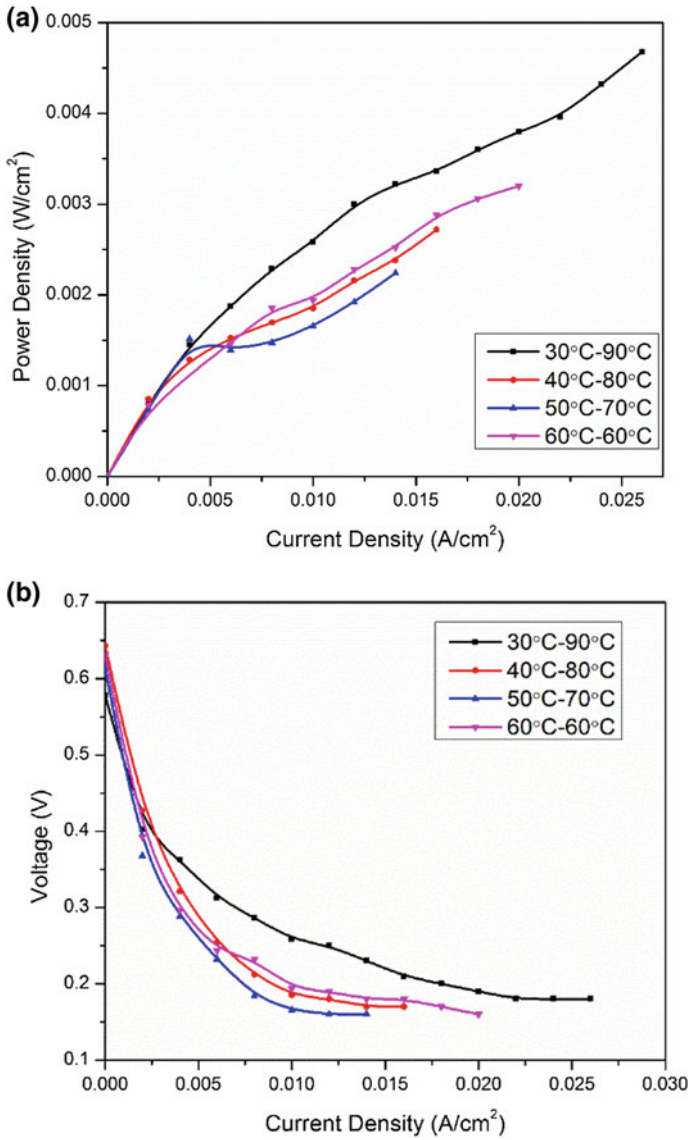 (a)
0.005
0.004
0.003
0.002
0.001
0.000
Power Density (W/cm²)
30°C-90°C
40°C-80°C
50°C-70°C
60°C-60°C
0.000 0.005 0.010 0.015 0.020 0.025
Current Density (A/cm²)
(b)
0.7
0.6
0.5
0.4
0.3
0.2
0.1
Voltage (V)
30°C-90°C
40°C-80°C
50°C-70°C
60°C-60°C
0.000 0.005 0.010 0.015 0.020 0.025 0.030
Current Density (A/cm²)